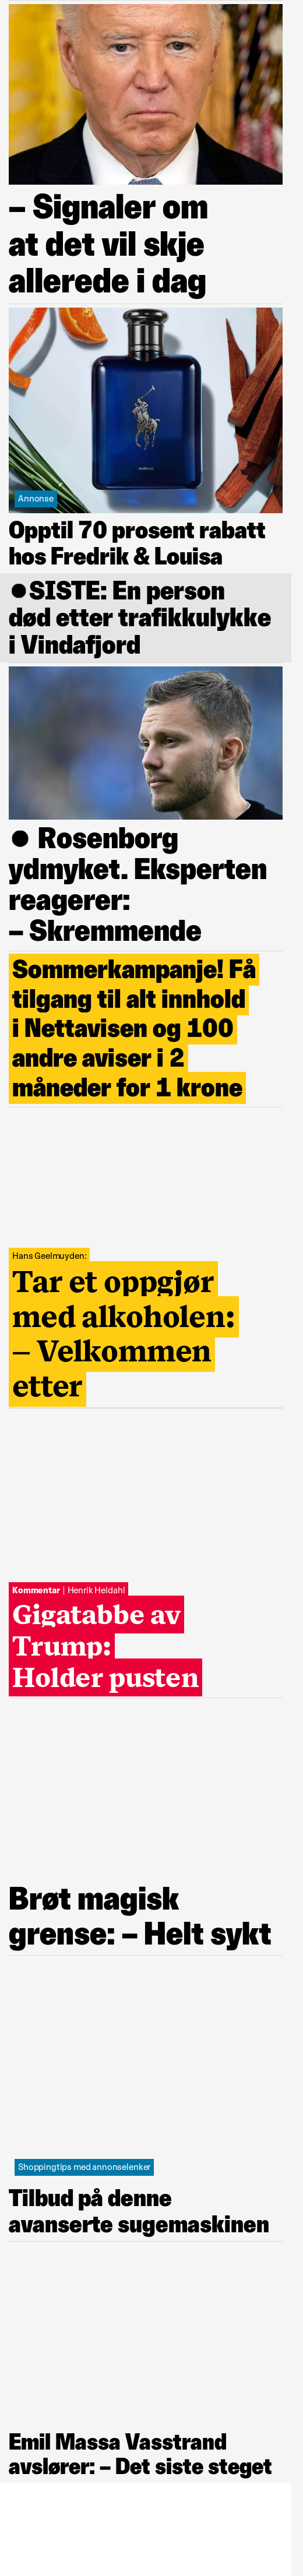 – Signaler om
at det vil skje
allerede i dag
Annonse
Opptil 70 prosent rabatt
hos Fredrik & Louisa
●SISTE: En person
død etter trafikkulykke
i Vindafjord
● Rosenborg
ydmyket. Eksperten
reagerer:
– Skremmende
Sommerkampanje! Få
tilgang til alt innhold
i Nettavisen og 100
andre aviser i 2
måneder for 1 krone
Hans Geelmuyden:
Tar et oppgjør
med alkoholen:
– Velkommen
etter
Kommentar | Henrik Heldahl
Gigatabbe av
Trump:
Holder pusten
Brøt magisk
grense: – Helt sykt
Shoppingtips med annonselenker
Tilbud på denne
avanserte sugemaskinen
Emil Massa Vasstrand
avslører: – Det siste steget